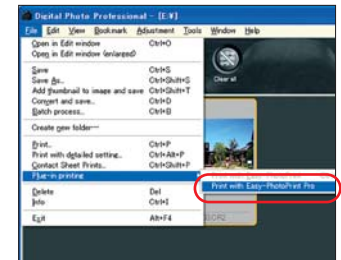 Digital Photo Professional - [E:¥]
File Edit View Bookmark Adjustment Tools Window Help
Open in Edit window Ctrl+O
Open in Edit window (enlarged)
Clear all
Save Ctrl+S
Save As... Ctrl+Shift+S
Add thumbnail to image and save Ctrl+Shift+T
Convert and save... Ctrl+D
Batch process... Ctrl+B
Create new folder...
Print... Ctrl+P
Print with detailed setting... Ctrl+Alt+P
Contact Sheet Prints... Ctrl+Shift+P
Plug-in printing
Print with Easy-PhotoPrint Pro
Delete Del
Info Ctrl+I
Exit Alt+F4